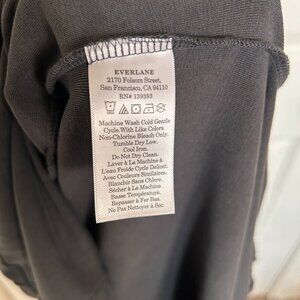 EVERLANE
2170 Folsom Street,
San Francisco, CA 94110
RN# 139393
Machine Wash Cold Gentle
Cycle.With Like Colors.
Non-Chlorine Bleach Only.
Tumble Dry Low.
Cool Iron.
Do Not Dry Clean.
Laver À La Machine À
L'eau Froide Cycle Délicat.
Avec Couleurs Similaires.
Blanchir Sans Chlore
Sécher À La Machine
Basse Température.
Repasser À Fer Bas.
Ne Pas Nettoyer À Sec.